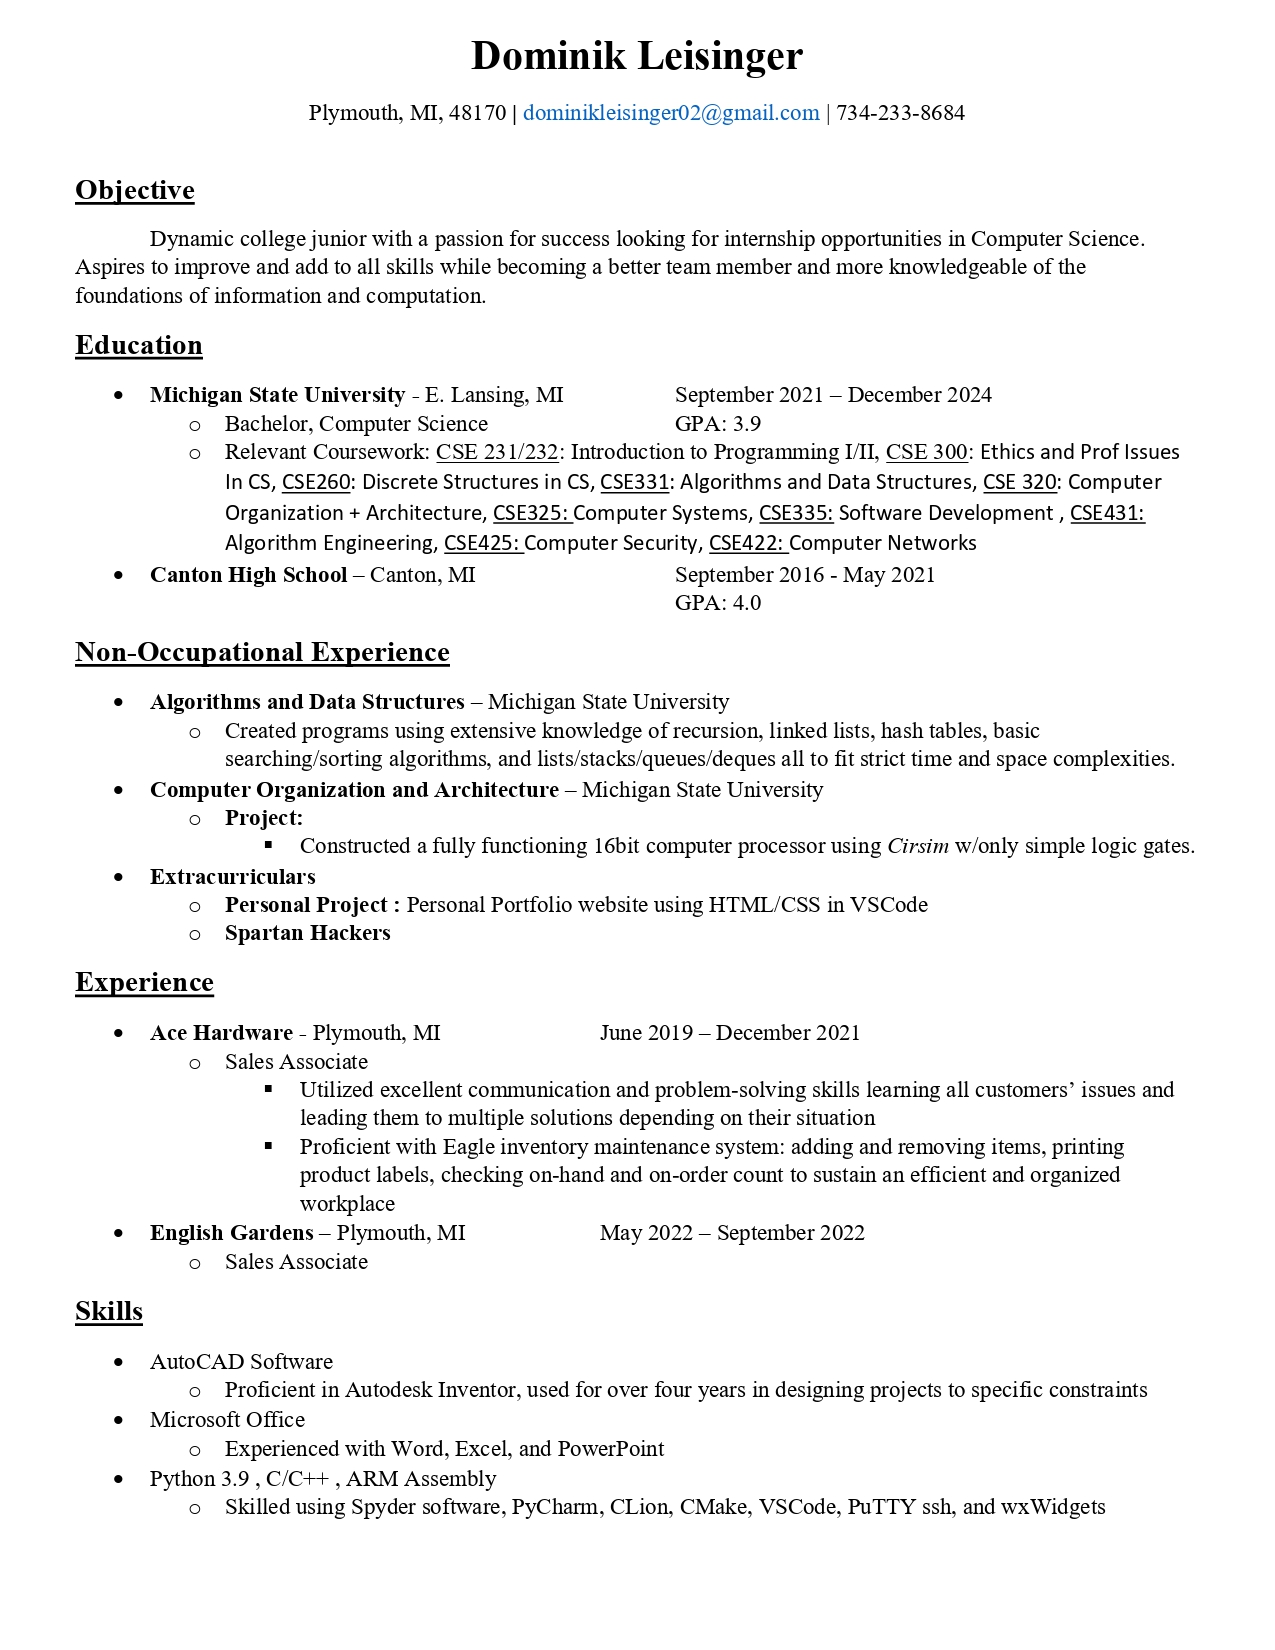 Dominik Leisinger
Plymouth, MI, 48170 | dominikleisinger02@gmail.com | 734-233-8684
Objective
Dynamic college junior with a passion for success looking for internship opportunities in Computer Science.
Aspires to improve and add to all skills while becoming a better team member and more knowledgeable of the
foundations of information and computation.
Education
• Michigan State University - E. Lansing, MI September 2021 – December 2024
o Bachelor, Computer Science GPA: 3.9
o Relevant Coursework: CSE 231/232: Introduction to Programming I/II, CSE 300: Ethics and Prof Issues
In CS, CSE260: Discrete Structures in CS, CSE331: Algorithms and Data Structures, CSE 320: Computer
Organization + Architecture, CSE325: Computer Systems, CSE335: Software Development , CSE431:
Algorithm Engineering, CSE425: Computer Security, CSE422: Computer Networks
• Canton High School – Canton, MI September 2016 - May 2021
GPA: 4.0
Non-Occupational Experience
• Algorithms and Data Structures – Michigan State University
o Created programs using extensive knowledge of recursion, linked lists, hash tables, basic
searching/sorting algorithms, and lists/stacks/queues/deques all to fit strict time and space complexities.
• Computer Organization and Architecture – Michigan State University
o Project:
▪ Constructed a fully functioning 16bit computer processor using Cirsim w/only simple logic gates.
• Extracurriculars
o Personal Project : Personal Portfolio website using HTML/CSS in VSCode
o Spartan Hackers
Experience
• Ace Hardware - Plymouth, MI June 2019 – December 2021
o Sales Associate
▪ Utilized excellent communication and problem-solving skills learning all customers’ issues and
leading them to multiple solutions depending on their situation
▪ Proficient with Eagle inventory maintenance system: adding and removing items, printing
product labels, checking on-hand and on-order count to sustain an efficient and organized
workplace
• English Gardens – Plymouth, MI May 2022 – September 2022
o Sales Associate
Skills
• AutoCAD Software
o Proficient in Autodesk Inventor, used for over four years in designing projects to specific constraints
• Microsoft Office
o Experienced with Word, Excel, and PowerPoint
• Python 3.9 , C/C++ , ARM Assembly
o Skilled using Spyder software, PyCharm, CLion, CMake, VSCode, PuTTY ssh, and wxWidgets